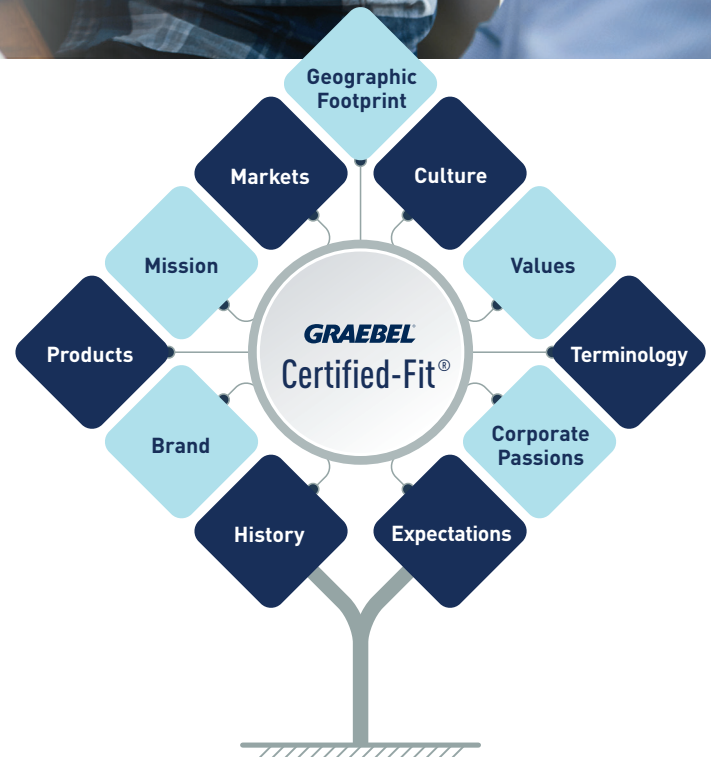 Geographic
Footprint
Markets
Culture
Mission
Values
GRAEBEL
Certified-Fit®
Products
Terminology
Brand
Corporate
Passions
History
Expectations